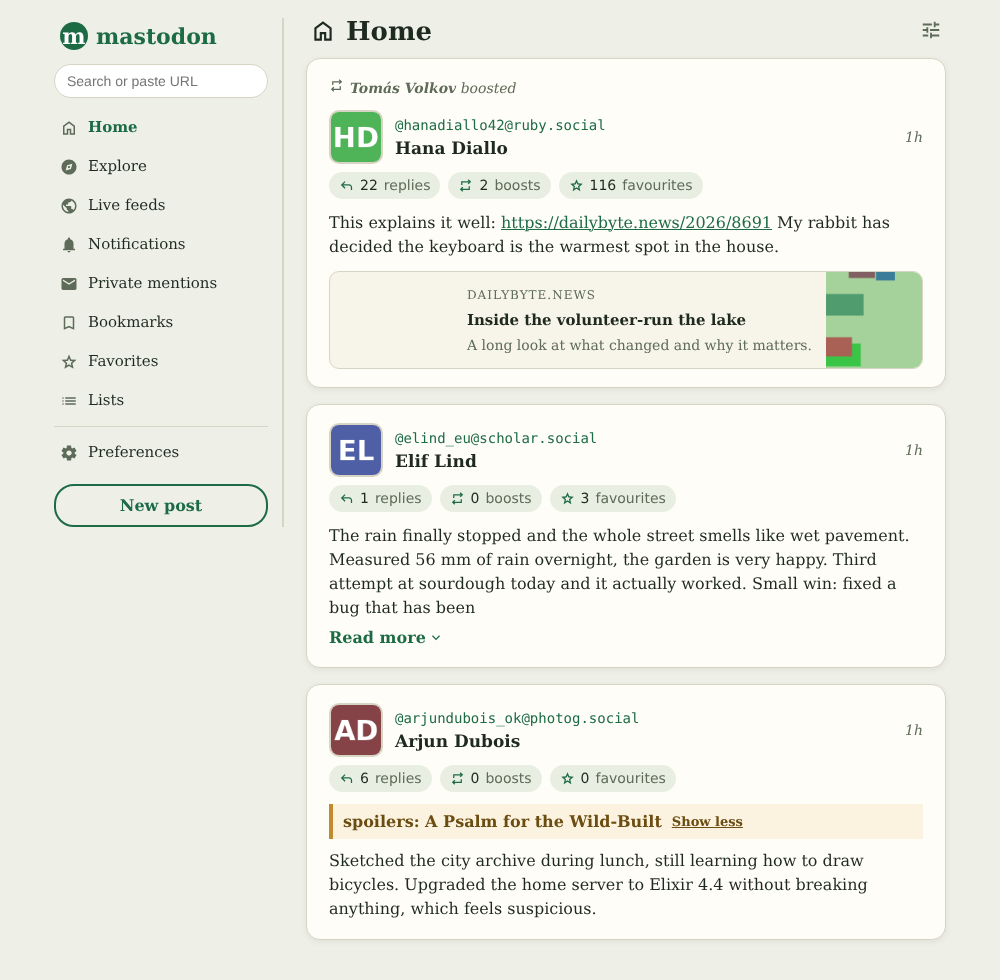 mastodon
Search or paste URL
Home
Explore
Live feeds
Notifications
Private mentions
Bookmarks
Favorites
Lists
Preferences
New post
Home
Tomás Volkov boosted
HD
@hanadiallo42@ruby.social
Hana Diallo
1h
22 replies
2 boosts
116 favourites
This explains it well: https://dailybyte.news/2026/8691 My rabbit has
decided the keyboard is the warmest spot in the house.
DAILYBYTE.NEWS
Inside the volunteer-run the lake
A long look at what changed and why it matters.
EL
@elind_eu@scholar.social
Elif Lind
1h
1 replies
0 boosts
3 favourites
The rain finally stopped and the whole street smells like wet pavement.
Measured 56 mm of rain overnight, the garden is very happy. Third
attempt at sourdough today and it actually worked. Small win: fixed a
bug that has been
Read more
AD
@arjundubois_ok@photog.social
Arjun Dubois
1h
6 replies
0 boosts
0 favourites
spoilers: A Psalm for the Wild-Built Show less
Sketched the city archive during lunch, still learning how to draw
bicycles. Upgraded the home server to Elixir 4.4 without breaking
anything, which feels suspicious.